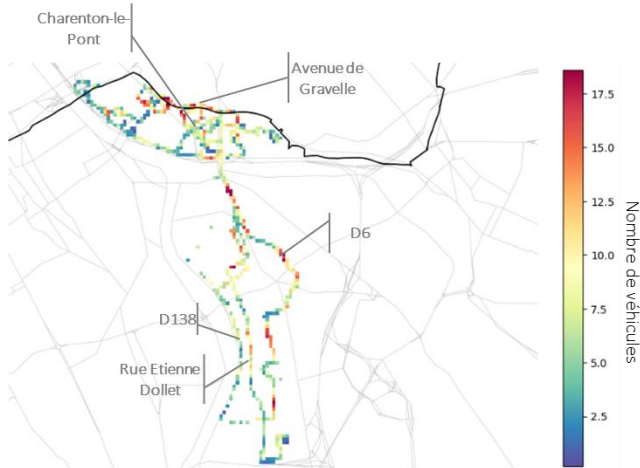 Charenton-le-
Pont
Avenue de
Gravelle
D6
D138
Rue Etienne
Dollet
17.5
15.0
12.5
10.0
7.5
5.0
2.5
Nombre de véhicules